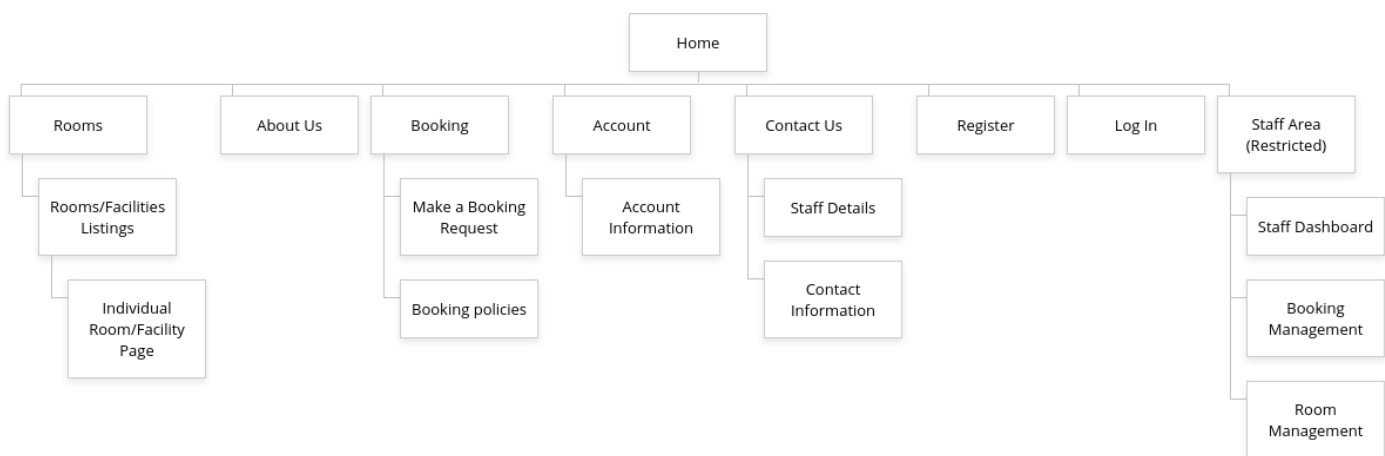 Home
Rooms
About Us
Booking
Account
Contact Us
Register
Log In
Staff Area
(Restricted)
Rooms/Facilities
Listings
Individual
Room/Facility
Page
Make a Booking
Request
Booking policies
Account
Information
Staff Details
Contact
Information
Staff Dashboard
Booking
Management
Room
Management